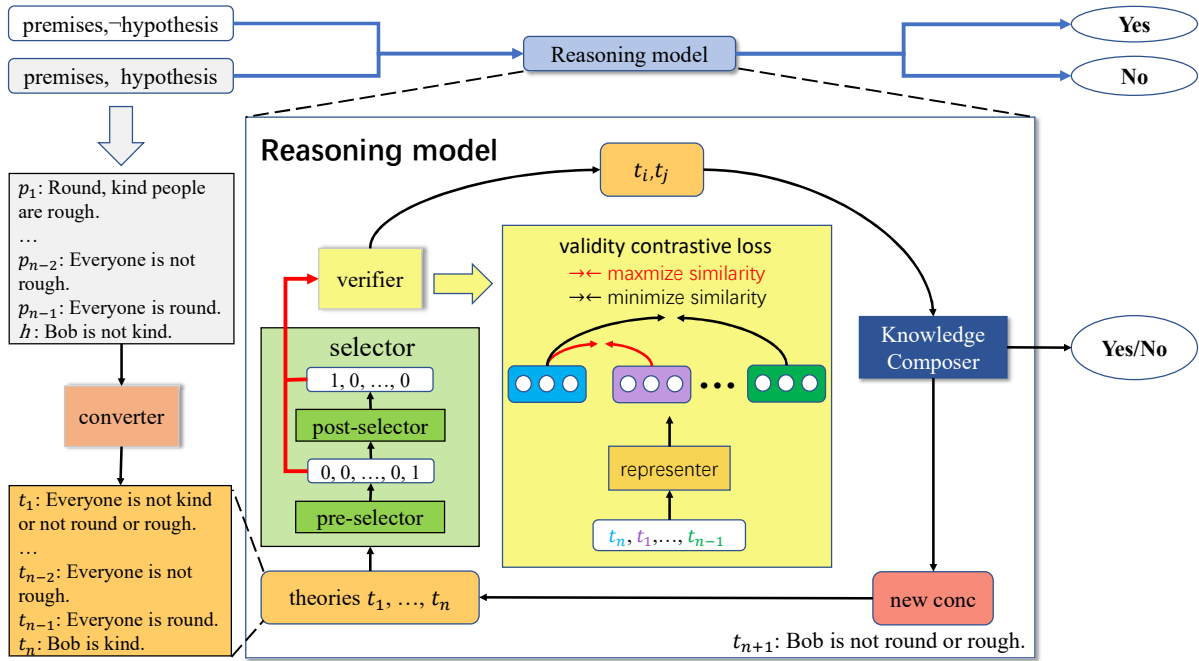 premises,¬hypothesis
premises, hypothesis
Reasoning model
Yes
No
p₁: Round, kind people
are rough.
...
pₙ₋₂: Everyone is not
rough.
pₙ₋₁: Everyone is round.
h: Bob is not kind.
converter
t₁: Everyone is not kind
or not round or rough.
...
tₙ₋₂: Everyone is not
rough.
tₙ₋₁: Everyone is round.
tₙ: Bob is kind.
Reasoning model
tᵢ,tⱼ
verifier
selector
1, 0, ..., 0
post-selector
0, 0, ..., 0, 1
pre-selector
theories t₁, ..., tₙ
validity contrastive loss
→← maxmize similarity
→← minimize similarity
...
representer
tₙ, t₁,..., tₙ₋₁
Knowledge
Composer
Yes/No
new conc
tₙ₊₁: Bob is not round or rough.